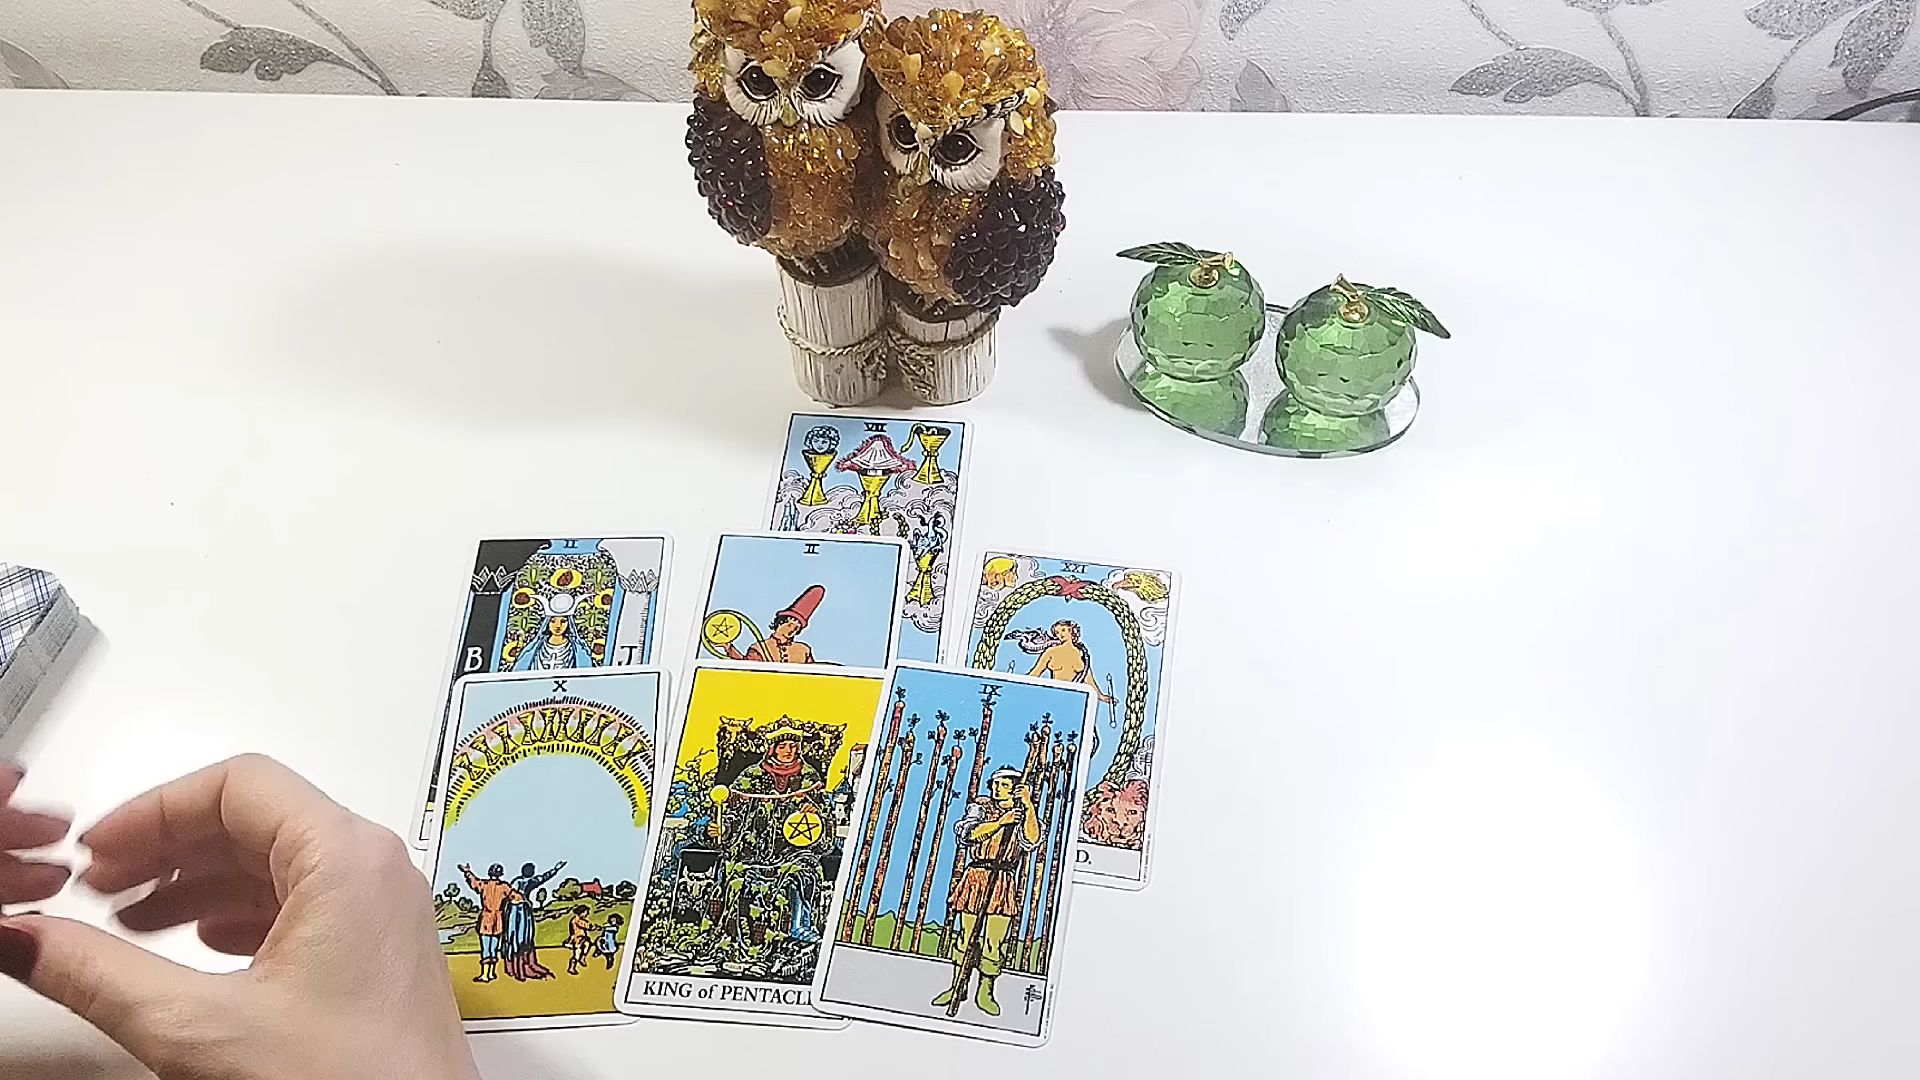 VII
II
II
XXI
B J
X
IX
D.
KING of PENTACL